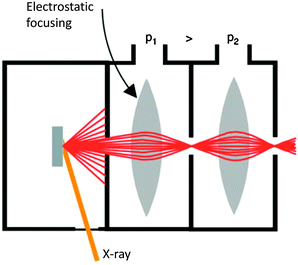 Electrostatic
focusing
p1 > p2
X-ray